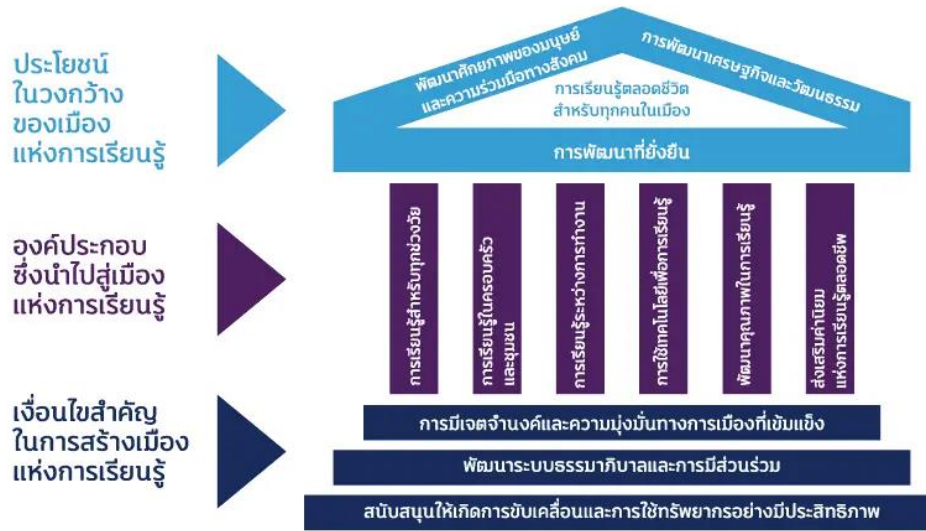 ประโยชน์
ในวงกว้าง
ของเมือง
แห่งการเรียนรู้
พัฒนาศักยภาพของมนุษย์
และความร่วมมือทางสังคม
การพัฒนาเศรษฐกิจและวัฒนธรรม
การเรียนรู้ตลอดชีวิต
สำหรับทุกคนในเมือง
การพัฒนาที่ยั่งยืน
องค์ประกอบ
ซึ่งนำไปสู่เมือง
แห่งการเรียนรู้
การเรียนรู้สำหรับทุกช่วงวัย
การเรียนรู้ในครอบครัว
และชุมชน
การเรียนรู้ระหว่างการทำงาน
การใช้เทคโนโลยีเพื่อการเรียนรู้
พัฒนาคุณภาพในการเรียนรู้
ส่งเสริมค่านิยม
แห่งการเรียนรู้ตลอดชีพ
เงื่อนไขสำคัญ
ในการสร้างเมือง
แห่งการเรียนรู้
การมีเจตจำนงค์และความมุ่งมั่นทางการเมืองที่เข้มแข็ง
พัฒนาระบบธรรมาภิบาลและการมีส่วนร่วม
สนับสนุนให้เกิดการขับเคลื่อนและการใช้ทรัพยากรอย่างมีประสิทธิภาพ